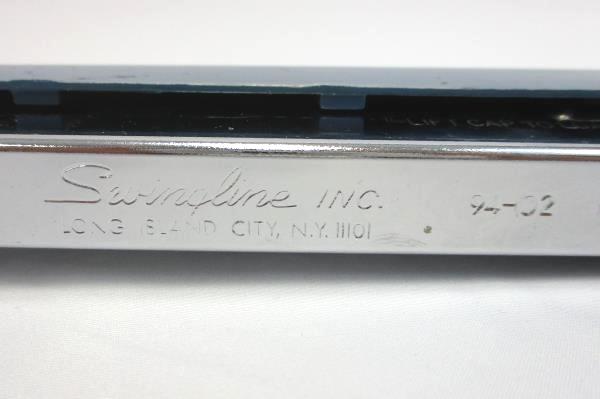 Swingline INC. 94-02
LONG ISLAND CITY, N.Y. 11101